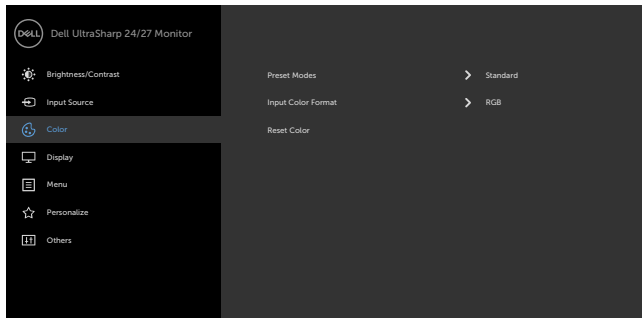 DELL Dell UltraSharp 24/27 Monitor
Brightness/Contrast Preset Modes Standard
Input Source Input Color Format RGB
Color Reset Color
Display
Menu
Personalize
Others